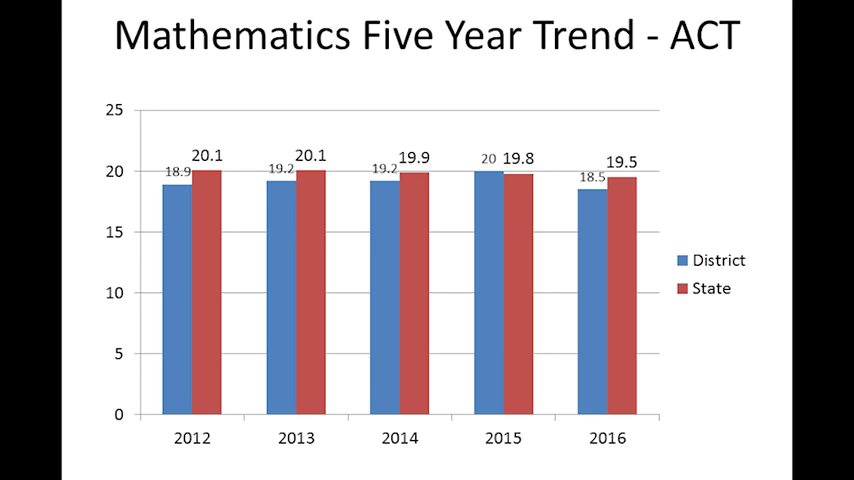 Mathematics Five Year Trend - ACT
25
20
15
10
5
0
18.9 20.1
19.2 20.1
19.2 19.9
20 19.8
18.5 19.5
2012 2013 2014 2015 2016
District
State